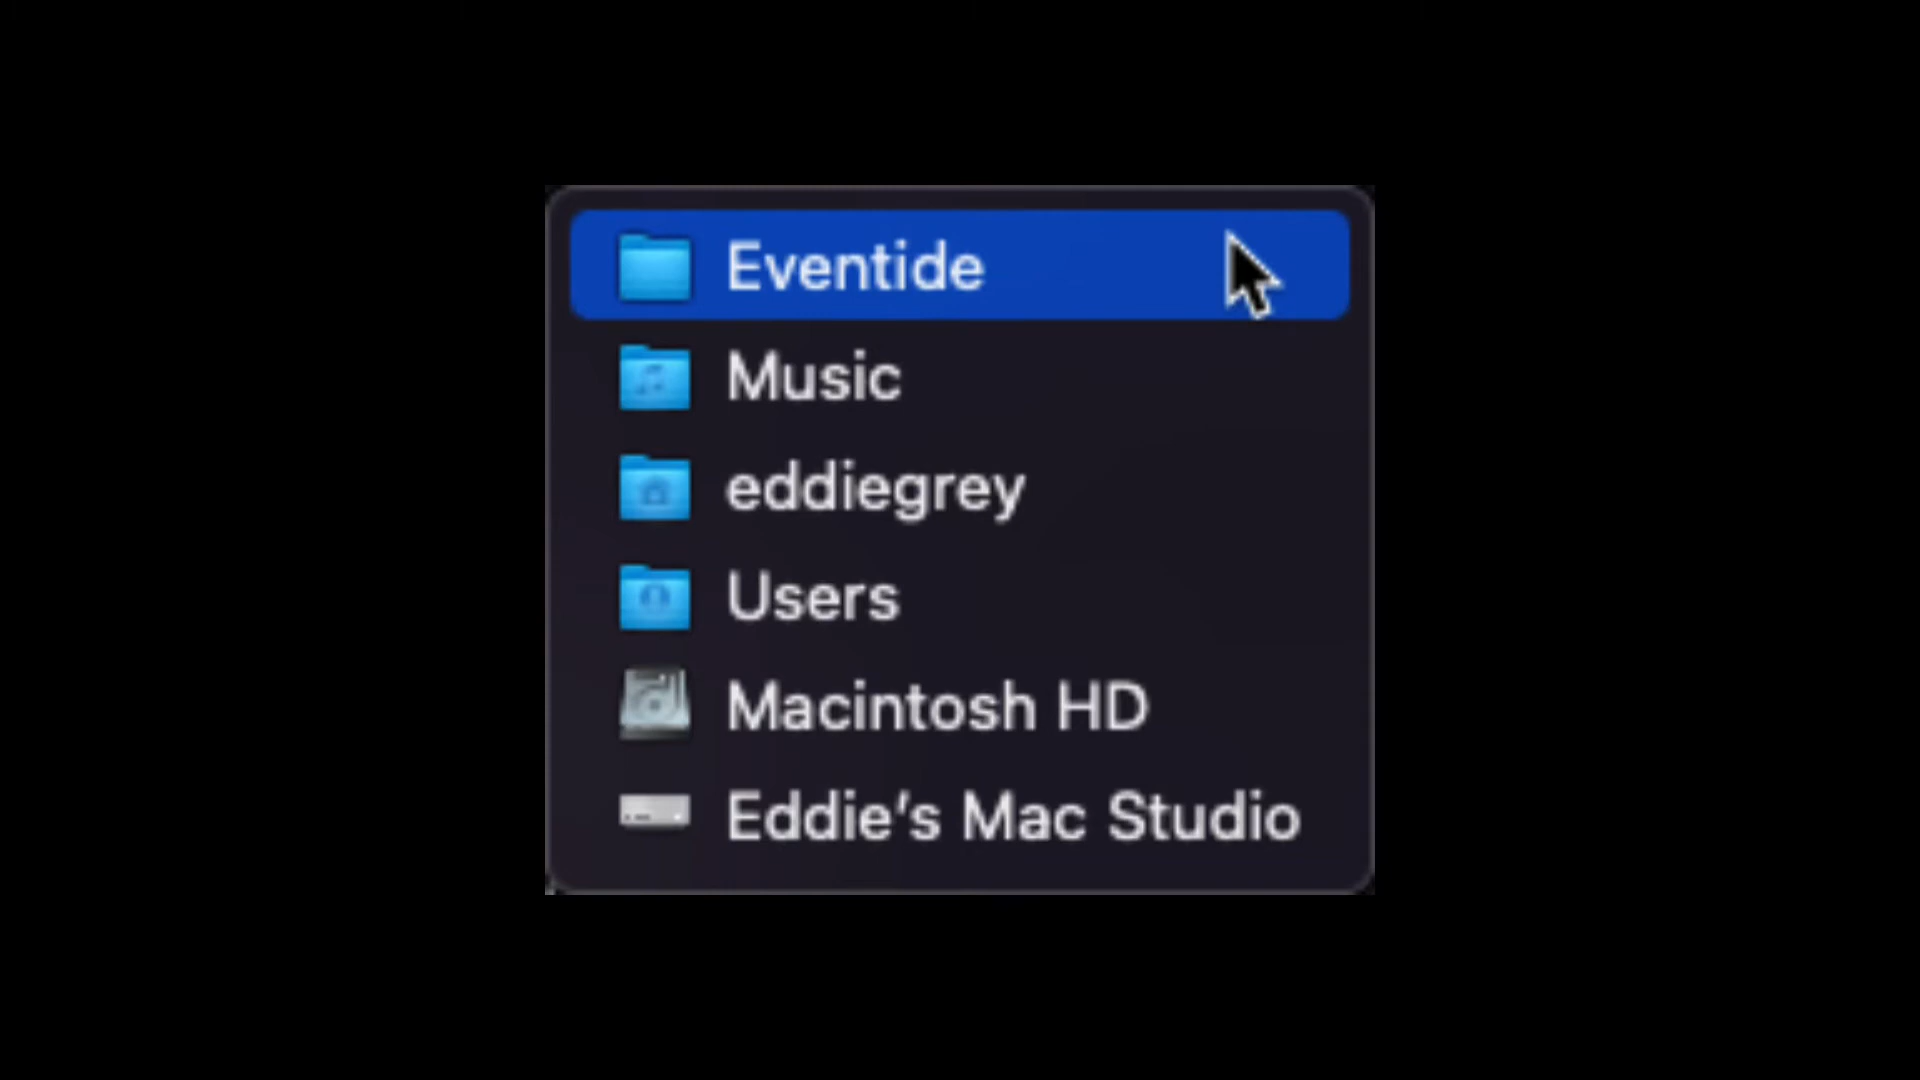 Eventide
Music
eddiegrey
Users
Macintosh HD
Eddie’s Mac Studio